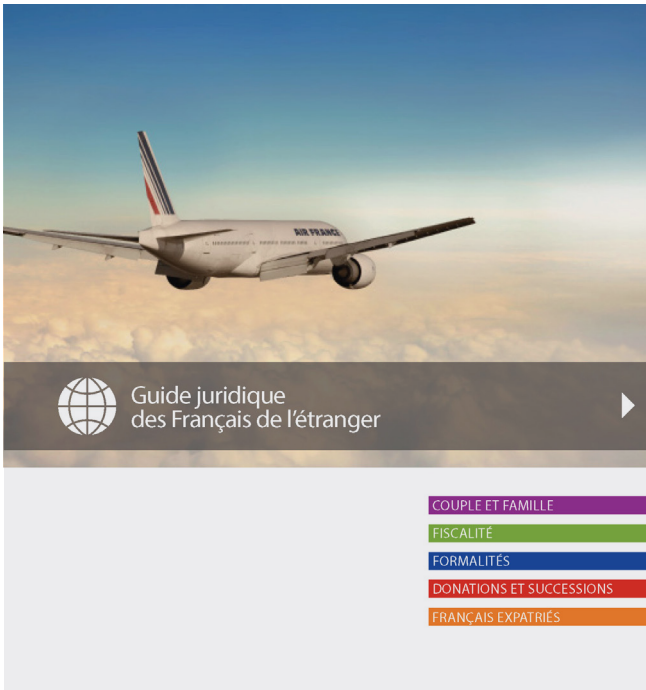 AIR FRANCE
Guide juridique
des Français de l'étranger
COUPLE ET FAMILLE
FISCALITÉ
FORMALITÉS
DONATIONS ET SUCCESSIONS
FRANÇAIS EXPATRIÉS